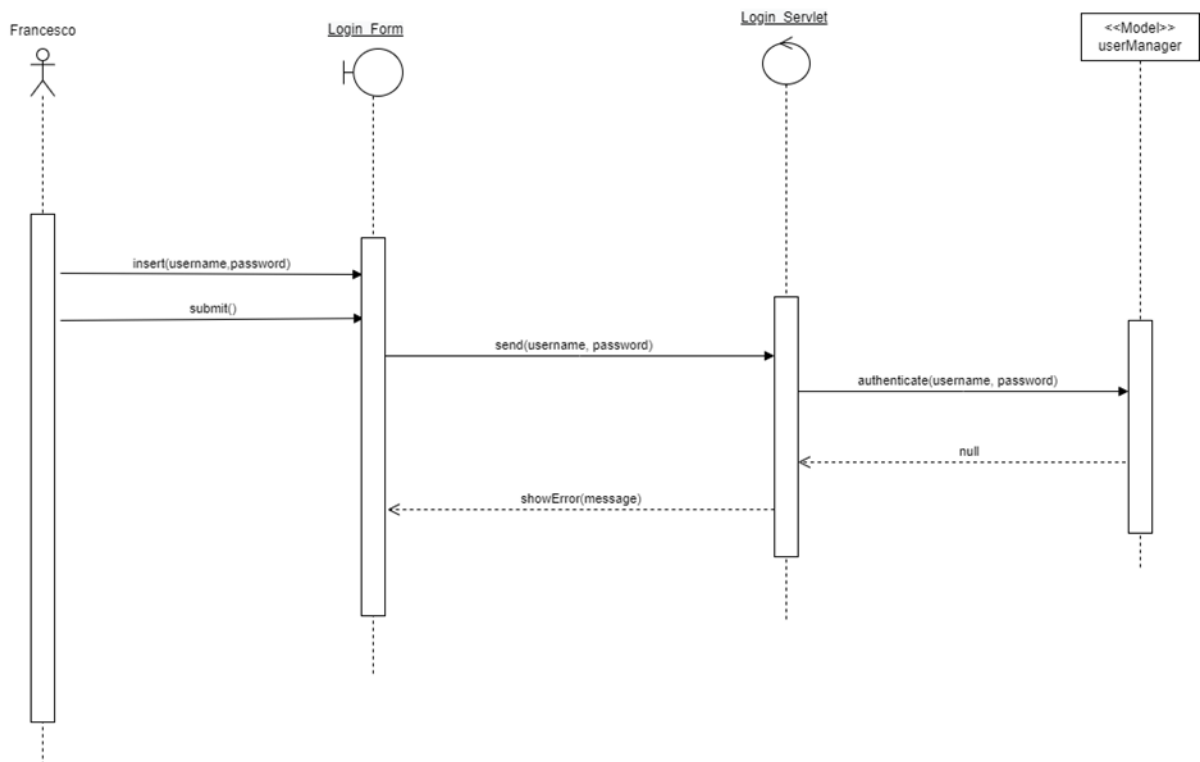 Francesco
Login_Form
Login_Servlet
<<Model>>
userManager
insert(username,password)
submit()
send(username, password)
authenticate(username, password)
null
showError(message)